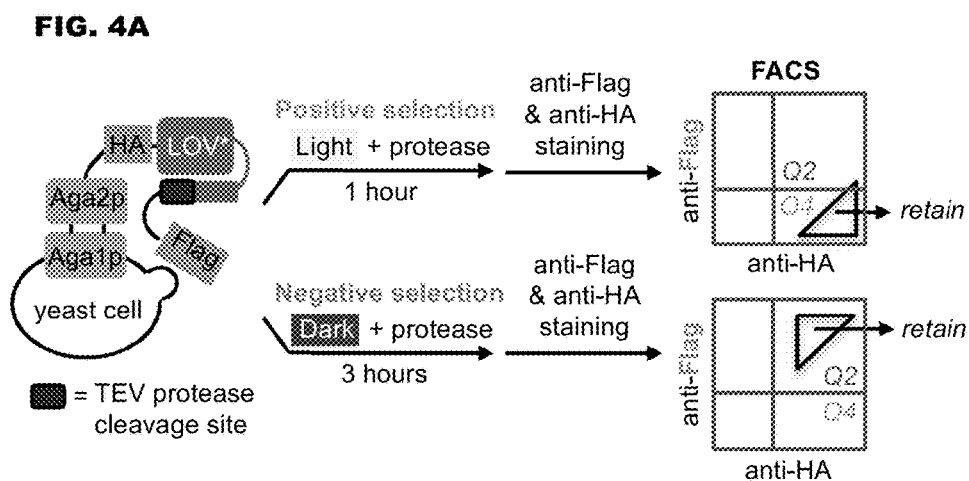 FIG. 4A
HA
LOV*
Aga2p
Aga1p
Flag
yeast cell
= TEV protease
cleavage site
Positive selection
Light + protease
1 hour
anti-Flag
& anti-HA
staining
FACS
anti-Flag
Q2
Q4
retain
anti-HA
Negative selection
Dark + protease
3 hours
anti-Flag
& anti-HA
staining
anti-Flag
Q2
Q4
retain
anti-HA